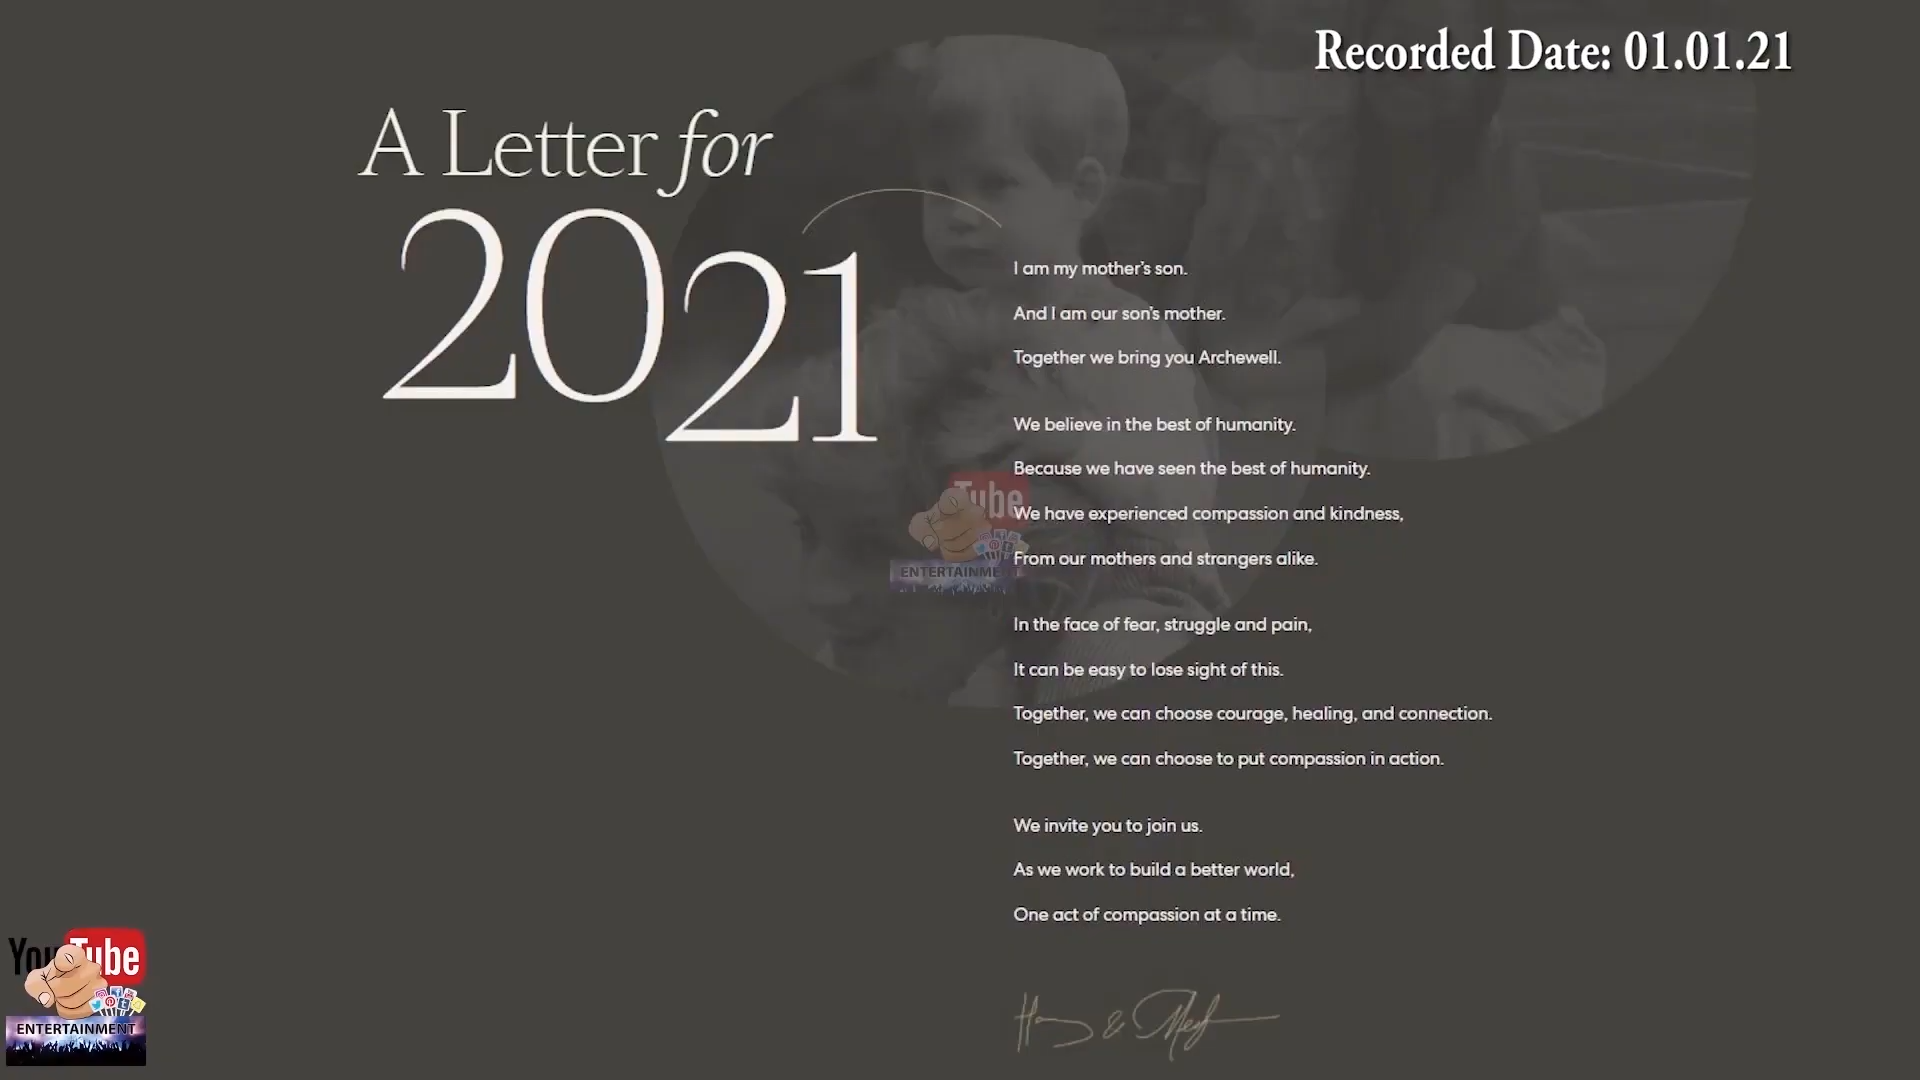 Recorded Date: 01.01.21
A Letter for
2021
I am my mother’s son.
And I am our son’s mother.
Together we bring you Archewell.
We believe in the best of humanity.
Because we have seen the best of humanity.
We have experienced compassion and kindness,
From our mothers and strangers alike.
In the face of fear, struggle and pain,
It can be easy to lose sight of this.
Together, we can choose courage, healing, and connection.
Together, we can choose to put compassion in action.
We invite you to join us.
As we work to build a better world,
One act of compassion at a time.
Harry & Meghan
Tube
ENTERTAINMENT
YouTube
ENTERTAINMENT